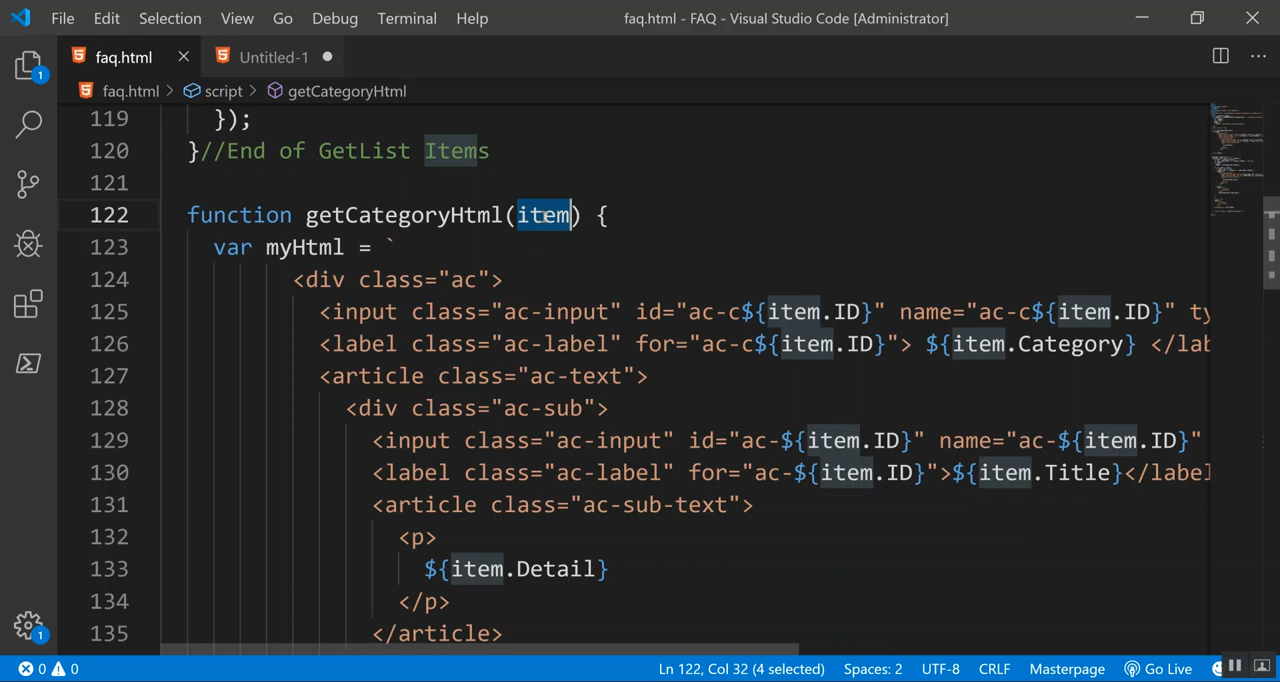 File Edit Selection View Go Debug Terminal Help faq.html - FAQ - Visual Studio Code [Administrator]
faq.html Untitled-1
1
faq.html > script > getCategoryHtml
119 });
120 }//End of GetList Items
121
122 function getCategoryHtml(item) {
123 var myHtml = `
124 <div class="ac">
125 <input class="ac-input" id="ac-c${item.ID}" name="ac-c${item.ID}" ty
126 <label class="ac-label" for="ac-c${item.ID}"> ${item.Category} </lab
127 <article class="ac-text">
128 <div class="ac-sub">
129 <input class="ac-input" id="ac-${item.ID}" name="ac-${item.ID}"
130 <label class="ac-label" for="ac-${item.ID}">${item.Title}</label
131 <article class="ac-sub-text">
132 <p>
133 ${item.Detail}
134 </p>
135 </article>
1
0 0 Ln 122, Col 32 (4 selected) Spaces: 2 UTF-8 CRLF HTML Masterpage Go Live